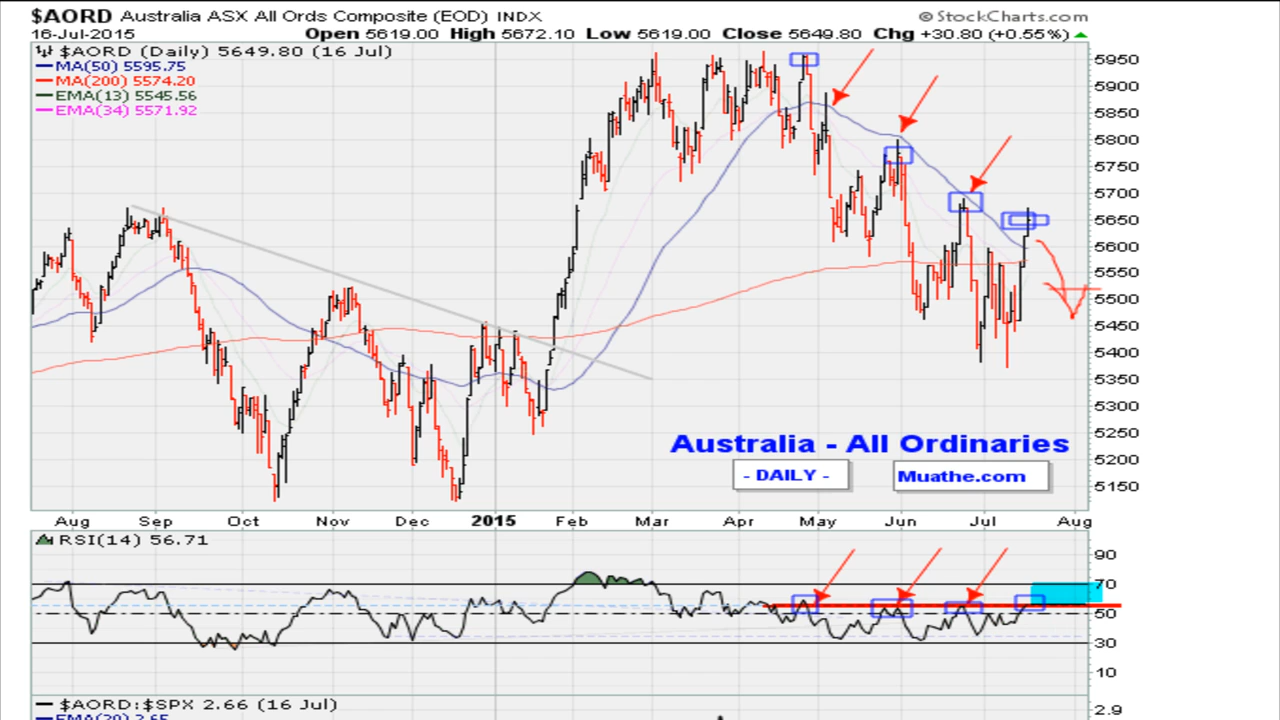 $AORD Australia ASX All Ords Composite (EOD) INDX © StockCharts.com
16-Jul-2015 Open 5619.00 High 5672.10 Low 5619.00 Close 5649.80 Chg +30.80 (+0.55%)
$AORD (Daily) 5649.80 (16 Jul)
MA(50) 5595.75
MA(200) 5574.20
EMA(13) 5545.56
EMA(34) 5571.92
5950
5900
5850
5800
5750
5700
5650
5600
5550
5500
5450
5400
5350
5300
5250
5200
5150
Australia - All Ordinaries
- DAILY - Muathe.com
Aug Sep Oct Nov Dec 2015 Feb Mar Apr May Jun Jul Aug
RSI(14) 56.71
90
70
50
30
10
$AORD:$SPX 2.66 (16 Jul)
2.9
EMA(20) 2.65